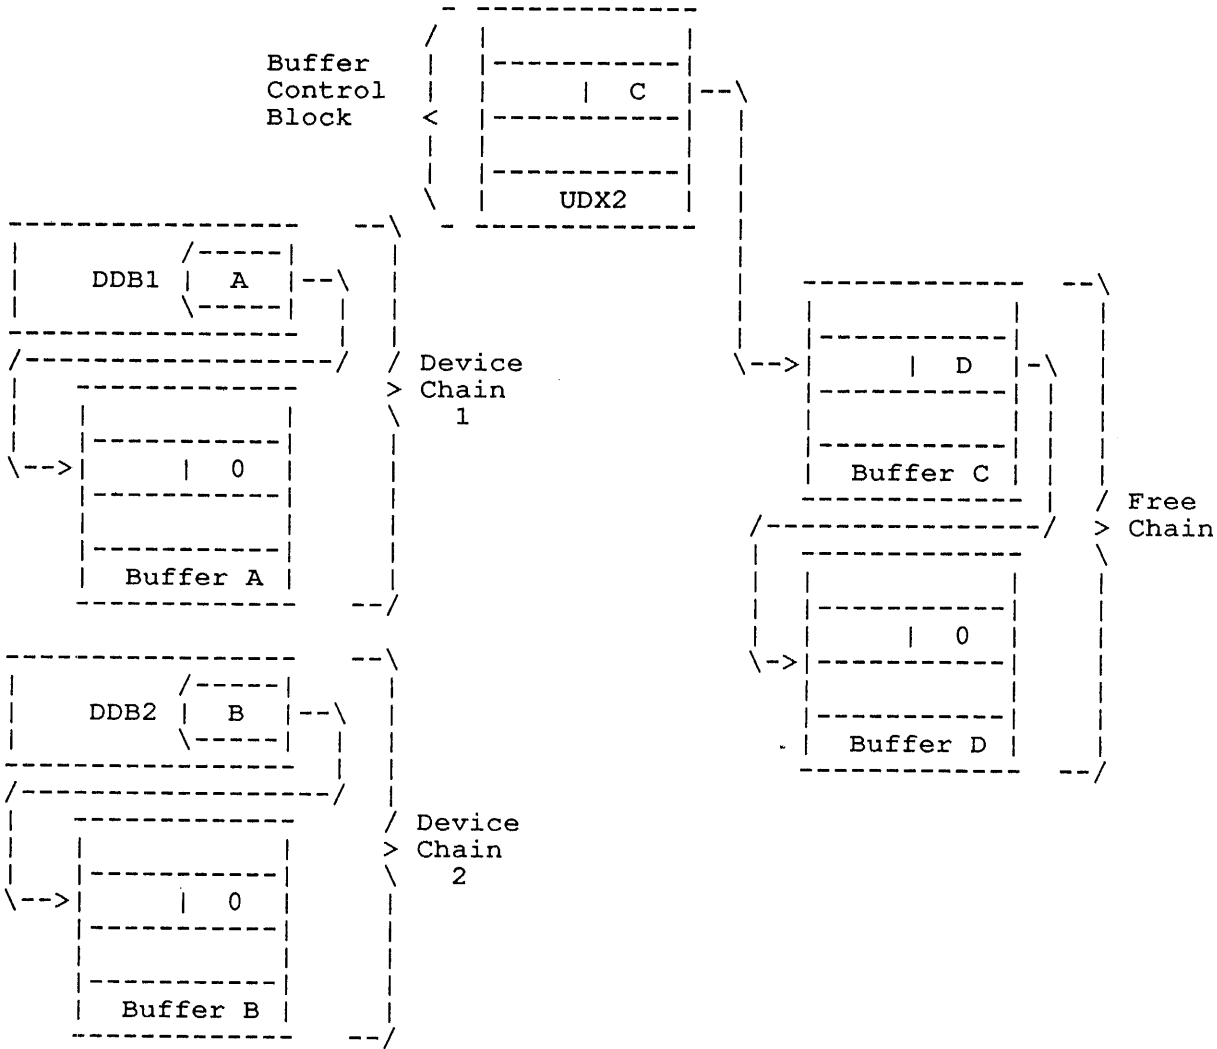 Buffer
Control
Block
C
UDX2
DDB1
A
Device
Chain
1
0
Buffer A
D
Buffer C
Free
Chain
0
Buffer D
DDB2
B
Device
Chain
2
0
Buffer B